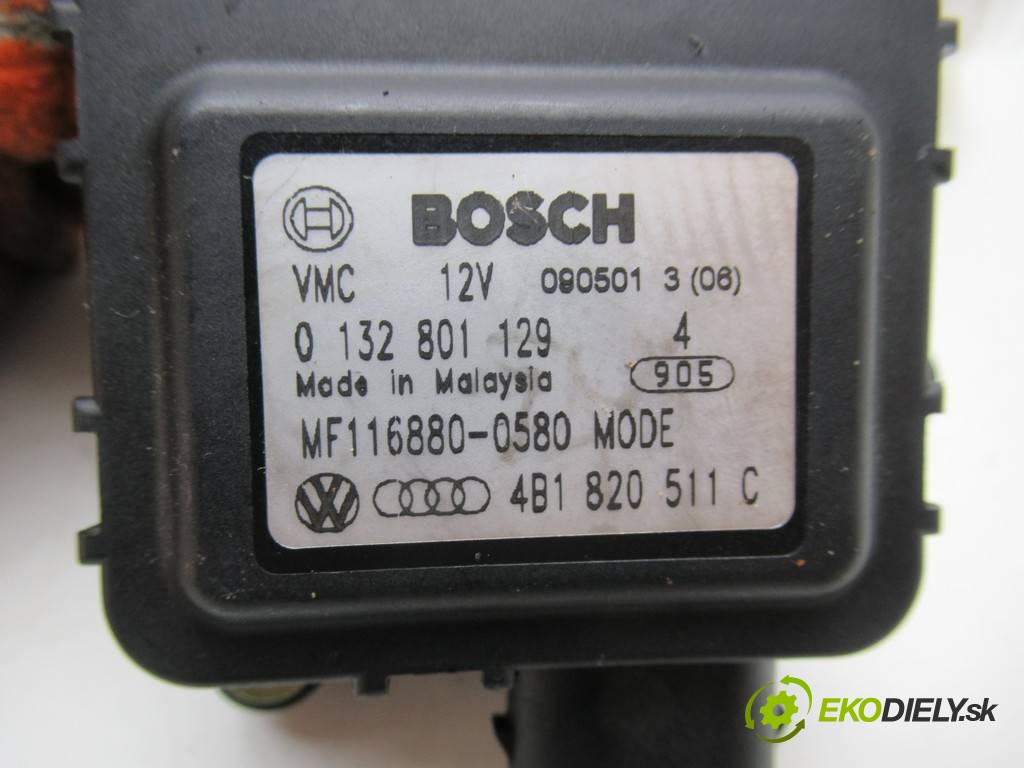 BOSCH
VMC 12V 090501 3 (06)
0 132 801 129 4
Made in Malaysia 905
MF116880-0580 MODE
VW 4B1 820 511 C
EKODIELY.sk